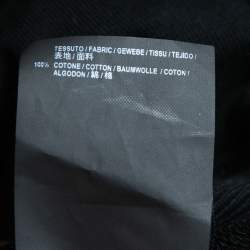 TESSUTO / FABRIC / GEWEBE / TISSU / TEJIDO /
表地 / 面料
100% COTONE / COTTON / BAUMWOLLE / COTON /
ALGODON / 綿 / 棉